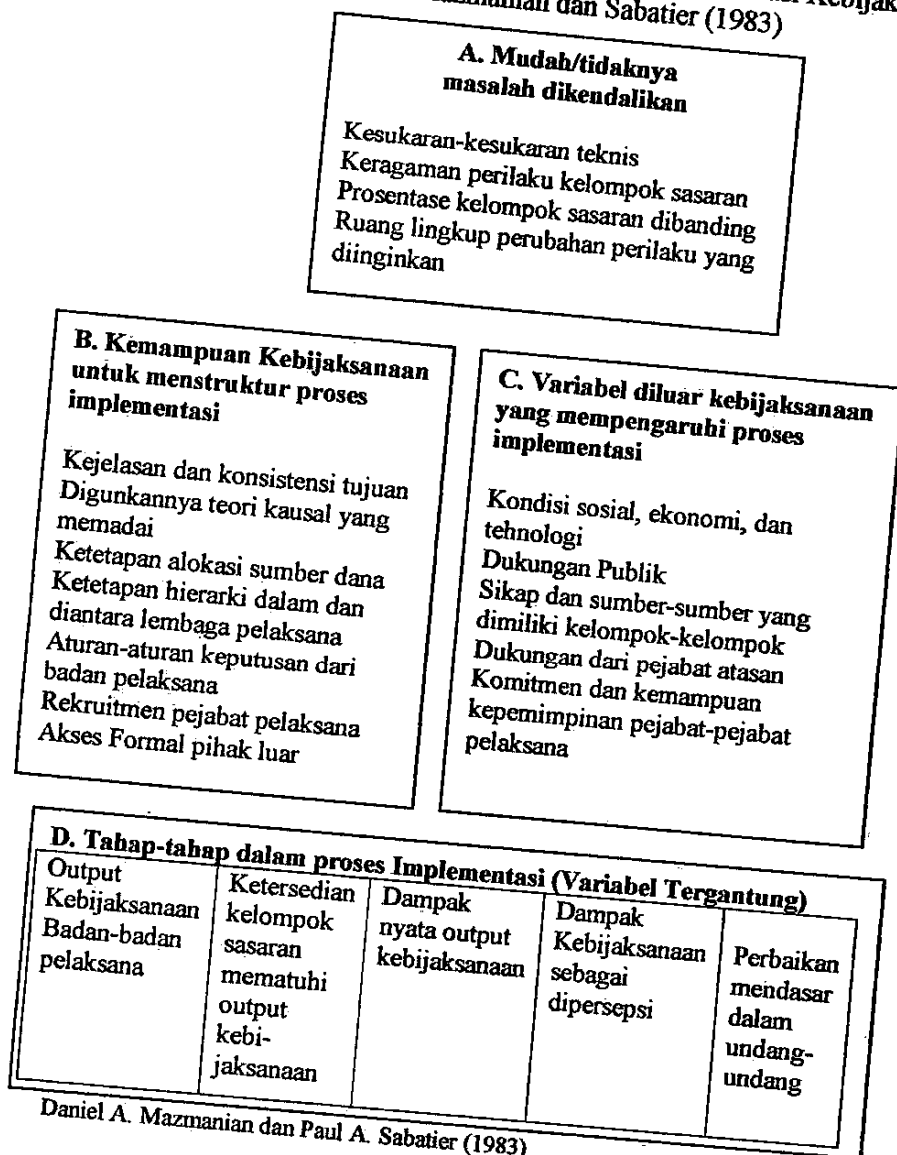 dan Sabatier (1983)
A. Mudah/tidaknya
masalah dikendalikan
Kesukaran-kesukaran teknis
Keragaman perilaku kelompok sasaran
Prosentase kelompok sasaran dibanding
Ruang lingkup perubahan perilaku yang
diinginkan
B. Kemampuan Kebijaksanaan
untuk menstruktur proses
implementasi
Kejelasan dan konsistensi tujuan
Digunkannya teori kausal yang
memadai
Ketetapan alokasi sumber dana
Ketetapan hierarki dalam dan
diantara lembaga pelaksana
Aturan-aturan keputusan dari
badan pelaksana
Rekruitmen pejabat pelaksana
Akses Formal pihak luar
C. Variabel diluar kebijaksanaan
yang mempengaruhi proses
implementasi
Kondisi sosial, ekonomi, dan
tehnologi
Dukungan Publik
Sikap dan sumber-sumber yang
dimiliki kelompok-kelompok
Dukungan dari pejabat atasan
Komitmen dan kemampuan
kepemimpinan pejabat-pejabat
pelaksana
D. Tahap-tahap dalam proses Implementasi (Variabel Tergantung)
Output
Kebijaksanaan
Badan-badan
pelaksana
Ketersedian
kelompok
sasaran
mematuhi
output
kebi-
jaksanaan
Dampak
nyata output
kebijaksanaan
Dampak
Kebijaksanaan
sebagai
dipersepsi
Perbaikan
mendasar
dalam
undang-
undang
Daniel A. Mazmanian dan Paul A. Sabatier (1983)